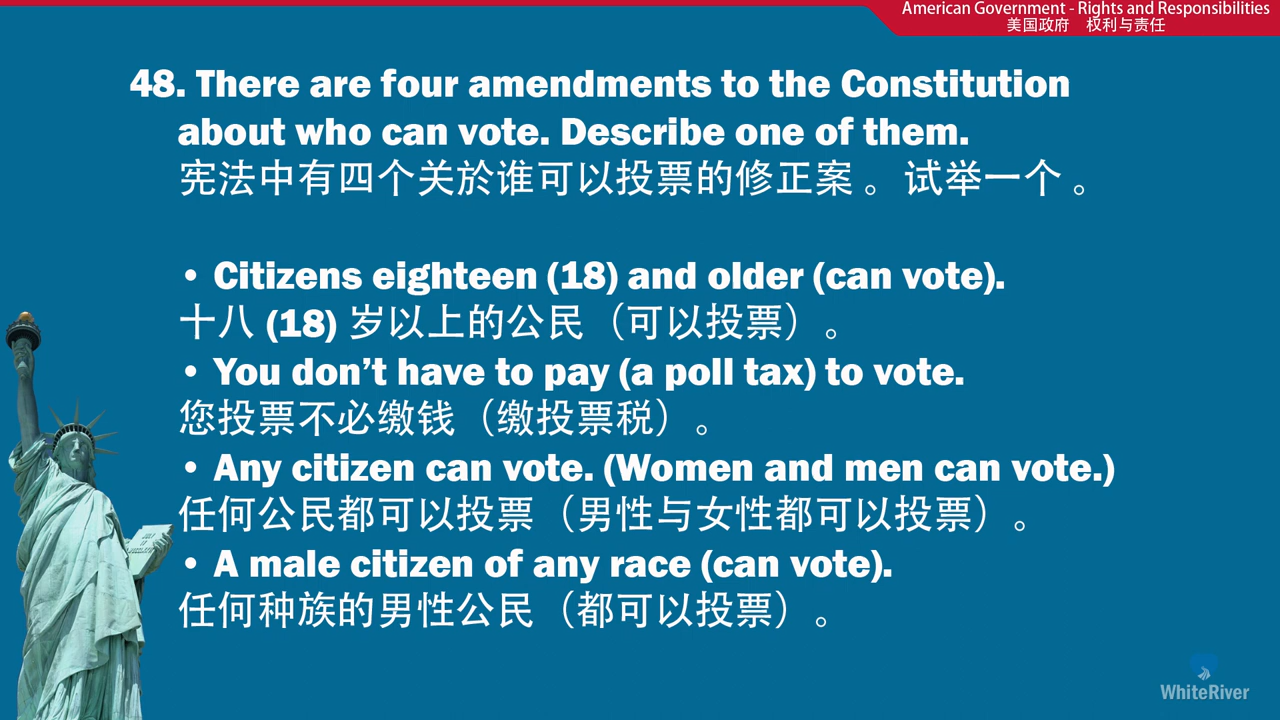 American Government - Rights and Responsibilities
美国政府 权利与责任
48. There are four amendments to the Constitution
about who can vote. Describe one of them.
宪法中有四个关於谁可以投票的修正案。试举一个。
• Citizens eighteen (18) and older (can vote).
十八 (18) 岁以上的公民（可以投票）。
• You don’t have to pay (a poll tax) to vote.
您投票不必缴钱（缴投票税）。
• Any citizen can vote. (Women and men can vote.)
任何公民都可以投票（男性与女性都可以投票）。
• A male citizen of any race (can vote).
任何种族的男性公民（都可以投票）。
WhiteRiver